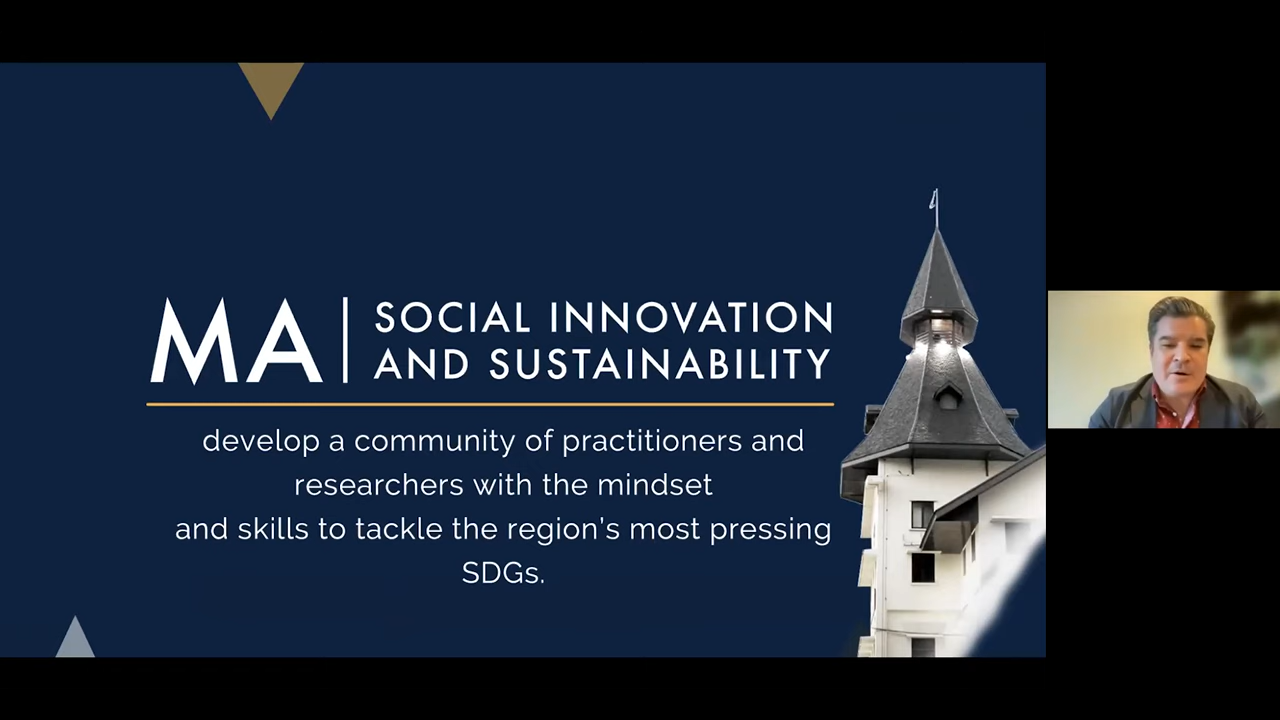 MA
SOCIAL INNOVATION
AND SUSTAINABILITY
develop a community of practitioners and
researchers with the mindset
and skills to tackle the region's most pressing
SDGs.